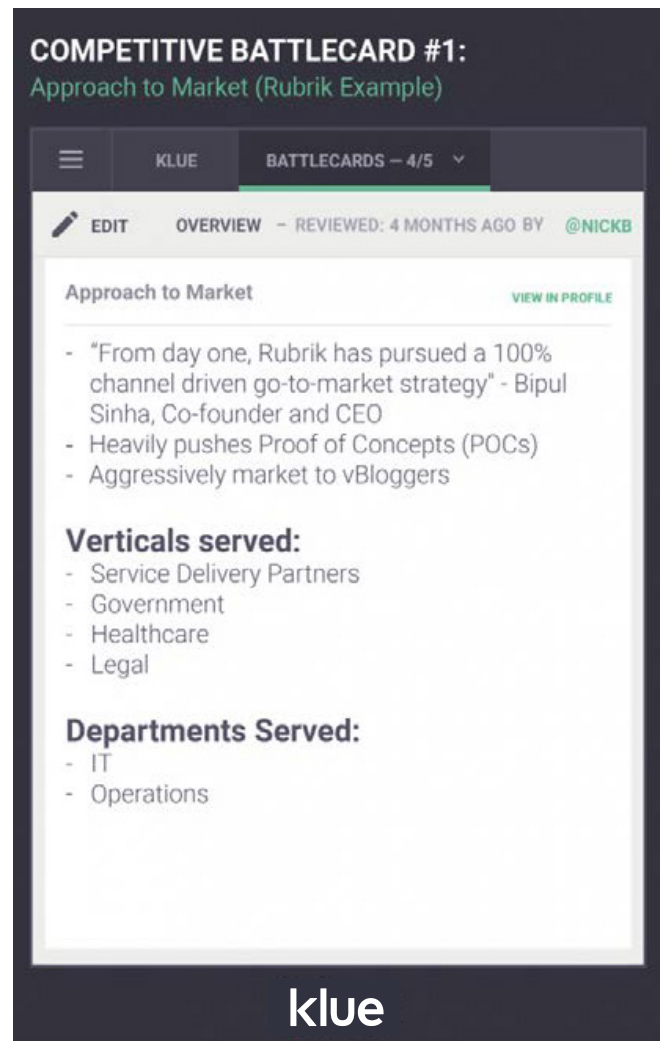 COMPETITIVE BATTLECARD #1:
Approach to Market (Rubrik Example)
KLUE BATTLECARDS – 4/5
EDIT OVERVIEW – REVIEWED: 4 MONTHS AGO BY @NICKB
Approach to Market VIEW IN PROFILE
- “From day one, Rubrik has pursued a 100%
channel driven go-to-market strategy" - Bipul
Sinha, Co-founder and CEO
- Heavily pushes Proof of Concepts (POCs)
- Aggressively market to vBloggers
Verticals served:
- Service Delivery Partners
- Government
- Healthcare
- Legal
Departments Served:
- IT
- Operations
klue